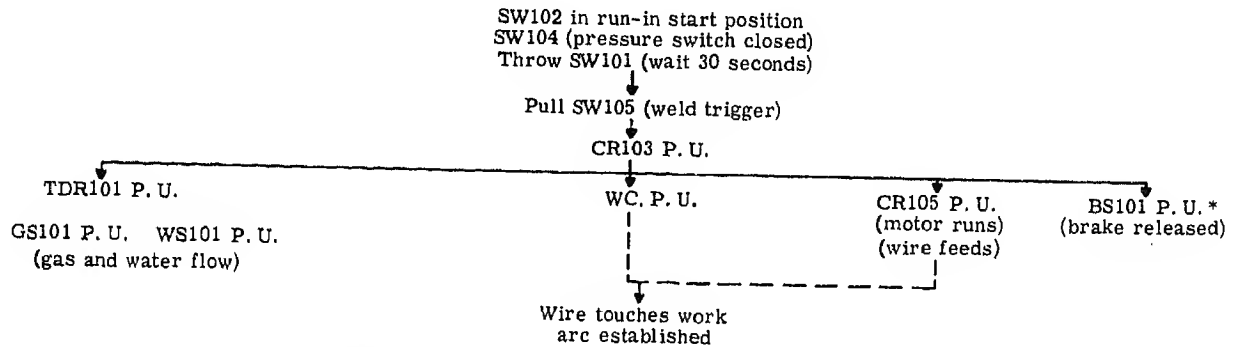 SW102 in run-in start position
SW104 (pressure switch closed)
Throw SW101 (wait 30 seconds)
Pull SW105 (weld trigger)
CR103 P. U.
TDR101 P. U.
GS101 P. U. WS101 P. U.
(gas and water flow)
WC. P. U.
CR105 P. U.
(motor runs)
(wire feeds)
BS101 P. U. *
(brake released)
Wire touches work
arc established